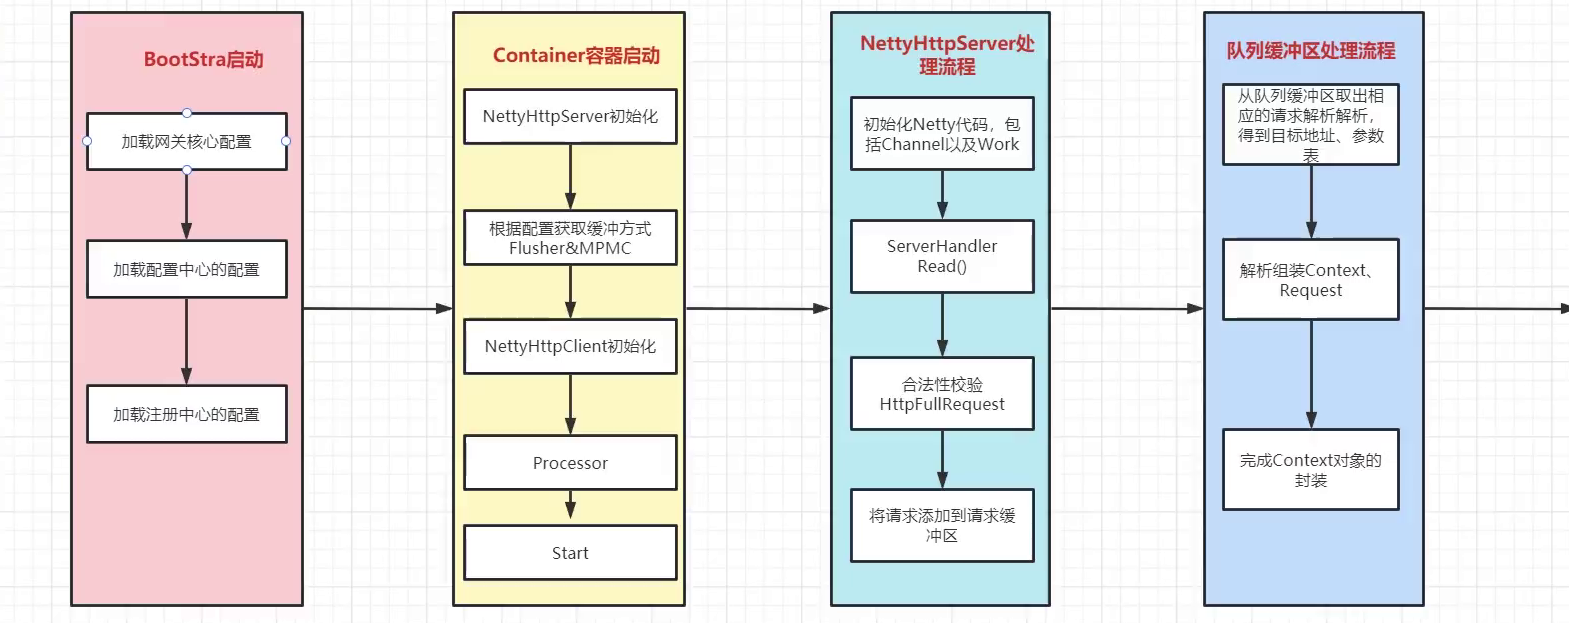 BootStra启动
加载网关核心配置
加载配置中心的配置
加载注册中心的配置
Container容器启动
NettyHttpServer初始化
根据配置获取缓冲方式
Flusher&MPMC
NettyHttpClient初始化
Processor
Start
NettyHttpServer处
理流程
初始化Netty代码，包
括Channel以及Work
ServerHandler
Read()
合法性校验
HttpFullRequest
将请求添加到请求缓
冲区
队列缓冲区处理流程
从队列缓冲区取出相
应的请求解析解析，
得到目标地址、参数
表
解析组装Context、
Request
完成Context对象的
封装